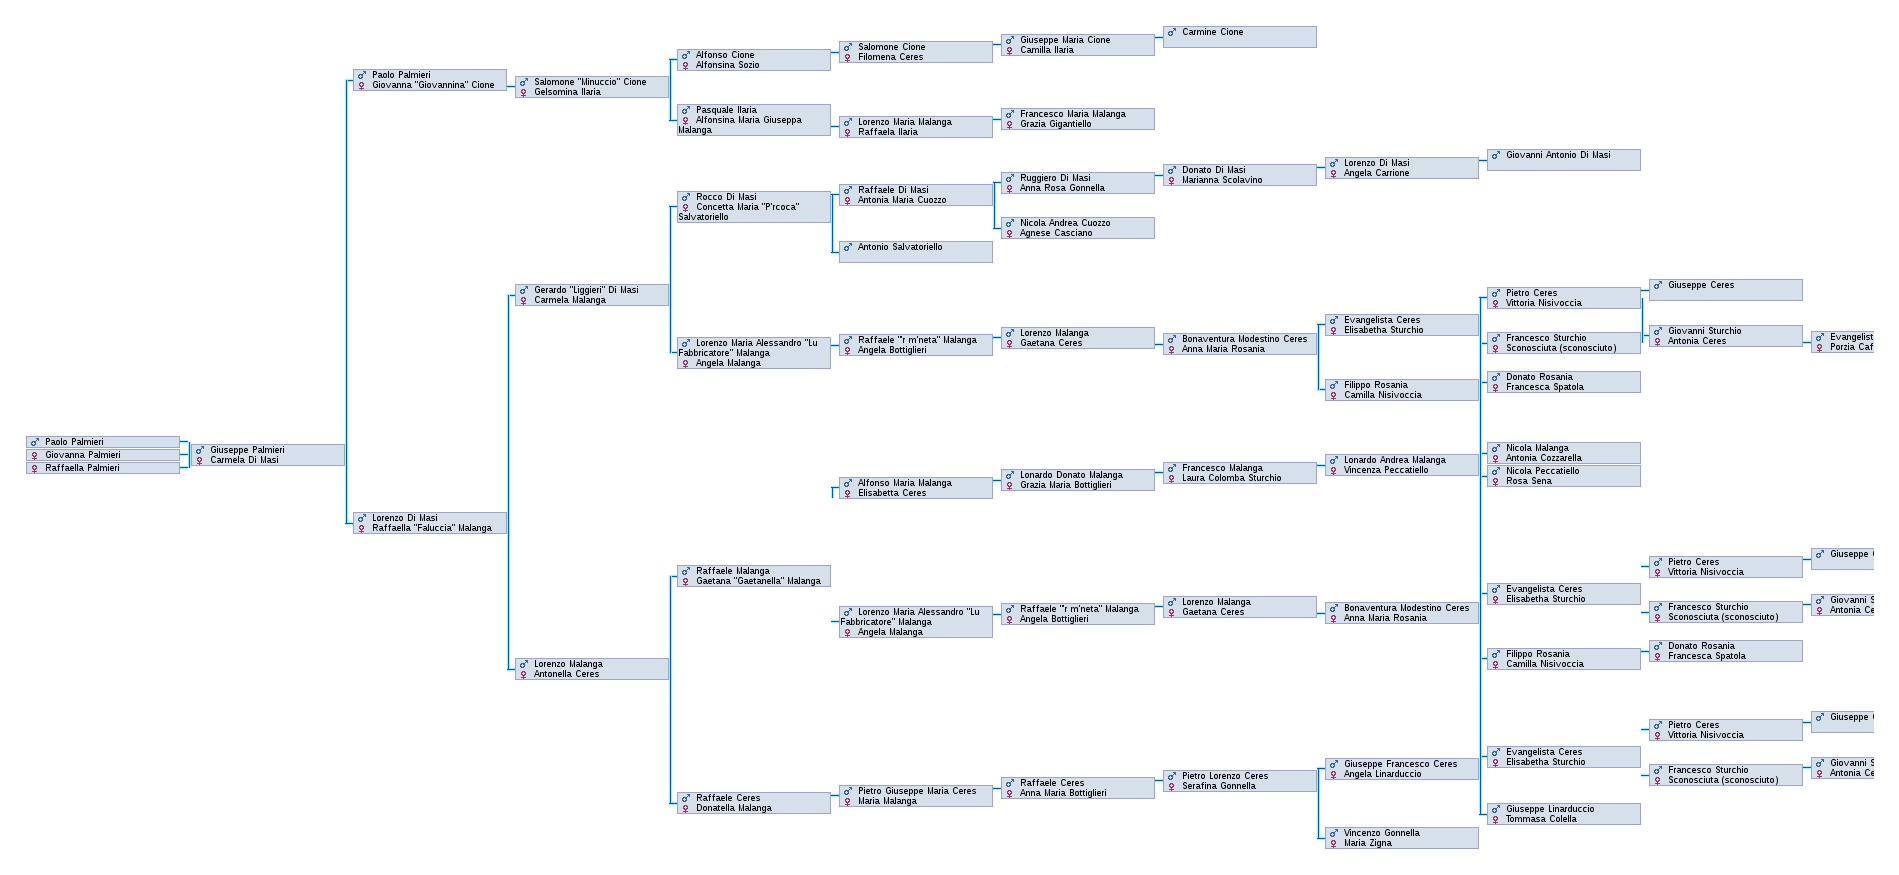 Paolo Palmieri
Giovanna Palmieri
Raffaella Palmieri
Giuseppe Palmieri
Carmela Di Masi
Paolo Palmieri
Giovanna "Giovannina" Cione
Lorenzo Di Masi
Raffaella "Faluccia" Malanga
Salomone "Minuccio" Cione
Gelsomina Ilaria
Gerardo "Liggieri" Di Masi
Carmela Malanga
Lorenzo Malanga
Antonella Ceres
Alfonso Cione
Alfonsina Sozio
Pasquale Ilaria
Alfonsina Maria Giuseppa
Malanga
Rocco Di Masi
Concetta Maria "P'rcoca"
Salvatoriello
Lorenzo Maria Alessandro "Lu
Fabbricatore" Malanga
Angela Malanga
Raffaele Malanga
Gaetana "Gaetanella" Malanga
Raffaele Ceres
Donatella Malanga
Salomone Cione
Filomena Ceres
Lorenzo Maria Malanga
Raffaela Ilaria
Raffaele Di Masi
Antonia Maria Cuozzo
Antonio Salvatoriello
Raffaele "'r m'neta" Malanga
Angela Bottiglieri
Alfonso Maria Malanga
Elisabetta Ceres
Lorenzo Maria Alessandro "Lu
Fabbricatore" Malanga
Angela Malanga
Pietro Giuseppe Maria Ceres
Maria Malanga
Giuseppe Maria Cione
Camilla Ilaria
Francesco Maria Malanga
Grazia Gigantiello
Ruggiero Di Masi
Anna Rosa Gonnella
Nicola Andrea Cuozzo
Agnese Casciano
Lorenzo Malanga
Gaetana Ceres
Lonardo Donato Malanga
Grazia Maria Bottiglieri
Raffaele "'r m'neta" Malanga
Angela Bottiglieri
Raffaele Ceres
Anna Maria Bottiglieri
Carmine Cione
Donato Di Masi
Marianna Scolavino
Bonaventura Modestino Ceres
Anna Maria Rosania
Francesco Malanga
Laura Colomba Sturchio
Lorenzo Malanga
Gaetana Ceres
Pietro Lorenzo Ceres
Serafina Gonnella
Lorenzo Di Masi
Angela Carrione
Evangelista Ceres
Elisabetha Sturchio
Filippo Rosania
Camilla Nisivoccia
Lonardo Andrea Malanga
Vincenza Peccatiello
Bonaventura Modestino Ceres
Anna Maria Rosania
Giuseppe Francesco Ceres
Angela Linarduccio
Vincenzo Gonnella
Maria Zigna
Giovanni Antonio Di Masi
Pietro Ceres
Vittoria Nisivoccia
Francesco Sturchio
Sconosciuta (sconosciuto)
Donato Rosania
Francesca Spatola
Nicola Malanga
Antonia Cozzarella
Nicola Peccatiello
Rosa Sena
Evangelista Ceres
Elisabetha Sturchio
Filippo Rosania
Camilla Nisivoccia
Evangelista Ceres
Elisabetha Sturchio
Giuseppe Linarduccio
Tommasa Colella
Giuseppe Ceres
Giovanni Sturchio
Antonia Ceres
Pietro Ceres
Vittoria Nisivoccia
Francesco Sturchio
Sconosciuta (sconosciuto)
Donato Rosania
Francesca Spatola
Pietro Ceres
Vittoria Nisivoccia
Francesco Sturchio
Sconosciuta (sconosciuto)
Evangelist
Porzia Caf
Giuseppe
Giovanni S
Antonia Ce
Giuseppe
Giovanni S
Antonia Ce